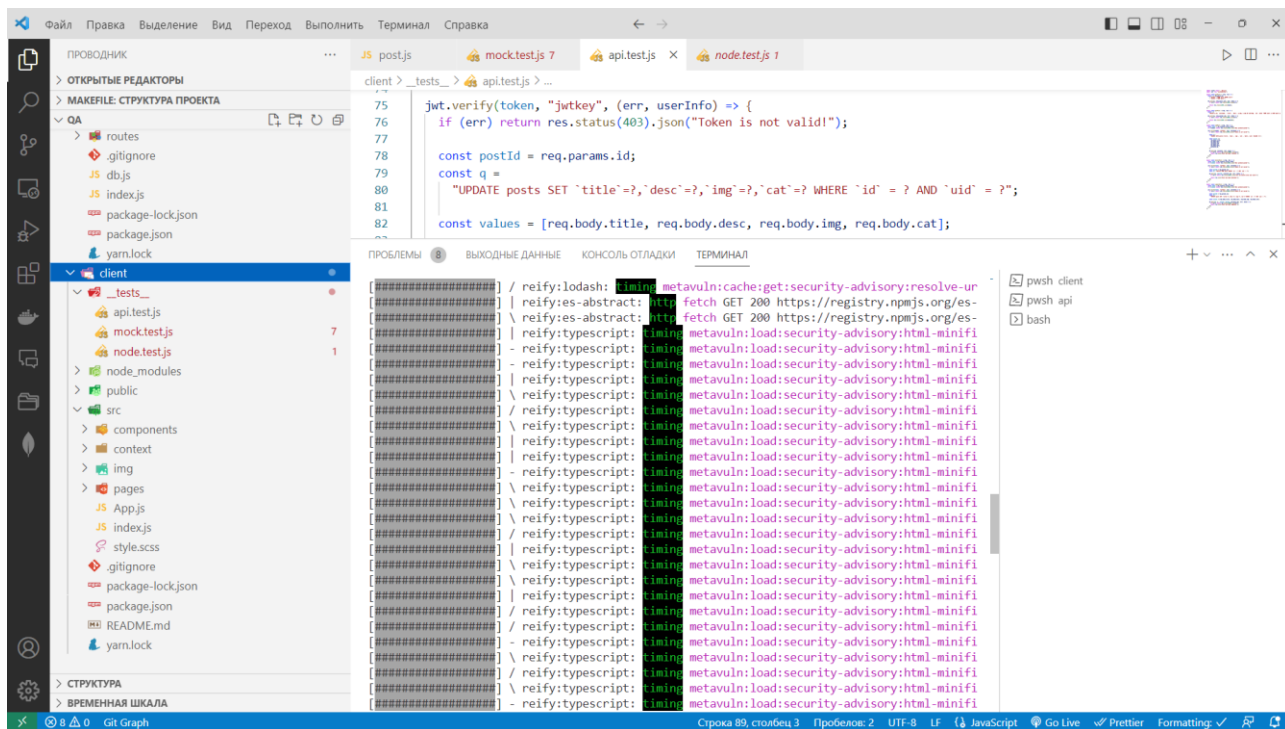 Файл Правка Выделение Вид Переход Выполнить Терминал Справка
ПРОВОДНИК
ОТКРЫТЫЕ РЕДАКТОРЫ
MAKEFILE: СТРУКТУРА ПРОЕКТА
QA
routes
.gitignore
JS db.js
JS index.js
package-lock.json
package.json
yarn.lock
client
__tests__
api.test.js
mock.test.js 7
node.test.js 1
node_modules
public
src
components
context
img
pages
JS App.js
JS index.js
style.scss
.gitignore
package-lock.json
package.json
README.md
yarn.lock
СТРУКТУРА
ВРЕМЕННАЯ ШКАЛА
JS post.js mock.test.js 7 api.test.js node.test.js 1
client > __tests__ > api.test.js > ...
75 jwt.verify(token, "jwtkey", (err, userInfo) => {
76 if (err) return res.status(403).json("Token is not valid!");
77
78 const postId = req.params.id;
79 const q =
80 "UPDATE posts SET `title`=?,`desc`=?,`img`=?,`cat`=? WHERE `id` = ? AND `uid` = ?";
81
82 const values = [req.body.title, req.body.desc, req.body.img, req.body.cat];
ПРОБЛЕМЫ 8 ВЫХОДНЫЕ ДАННЫЕ КОНСОЛЬ ОТЛАДКИ ТЕРМИНАЛ
[##################] / reify:lodash: timing metavuln:cache:get:security-advisory:resolve-ur
[##################] | reify:es-abstract: http fetch GET 200 https://registry.npmjs.org/es-
[##################] \ reify:es-abstract: http fetch GET 200 https://registry.npmjs.org/es-
[##################] | reify:typescript: timing metavuln:load:security-advisory:html-minifi
[##################] - reify:typescript: timing metavuln:load:security-advisory:html-minifi
[##################] - reify:typescript: timing metavuln:load:security-advisory:html-minifi
[##################] | reify:typescript: timing metavuln:load:security-advisory:html-minifi
[##################] \ reify:typescript: timing metavuln:load:security-advisory:html-minifi
[##################] / reify:typescript: timing metavuln:load:security-advisory:html-minifi
[##################] \ reify:typescript: timing metavuln:load:security-advisory:html-minifi
[##################] | reify:typescript: timing metavuln:load:security-advisory:html-minifi
[##################] | reify:typescript: timing metavuln:load:security-advisory:html-minifi
[##################] - reify:typescript: timing metavuln:load:security-advisory:html-minifi
[##################] \ reify:typescript: timing metavuln:load:security-advisory:html-minifi
[##################] \ reify:typescript: timing metavuln:load:security-advisory:html-minifi
[##################] \ reify:typescript: timing metavuln:load:security-advisory:html-minifi
[##################] / reify:typescript: timing metavuln:load:security-advisory:html-minifi
[##################] | reify:typescript: timing metavuln:load:security-advisory:html-minifi
[##################] \ reify:typescript: timing metavuln:load:security-advisory:html-minifi
[##################] \ reify:typescript: timing metavuln:load:security-advisory:html-minifi
[##################] | reify:typescript: timing metavuln:load:security-advisory:html-minifi
[##################] / reify:typescript: timing metavuln:load:security-advisory:html-minifi
[##################] / reify:typescript: timing metavuln:load:security-advisory:html-minifi
[##################] - reify:typescript: timing metavuln:load:security-advisory:html-minifi
[##################] \ reify:typescript: timing metavuln:load:security-advisory:html-minifi
[##################] / reify:typescript: timing metavuln:load:security-advisory:html-minifi
[##################] \ reify:typescript: timing metavuln:load:security-advisory:html-minifi
[##################] - reify:typescript: timing metavuln:load:security-advisory:html-minifi
pwsh client
pwsh api
bash
8 0 Git Graph Строка 89, столбец 3 Пробелов: 2 UTF-8 LF JavaScript Go Live Prettier Formatting: